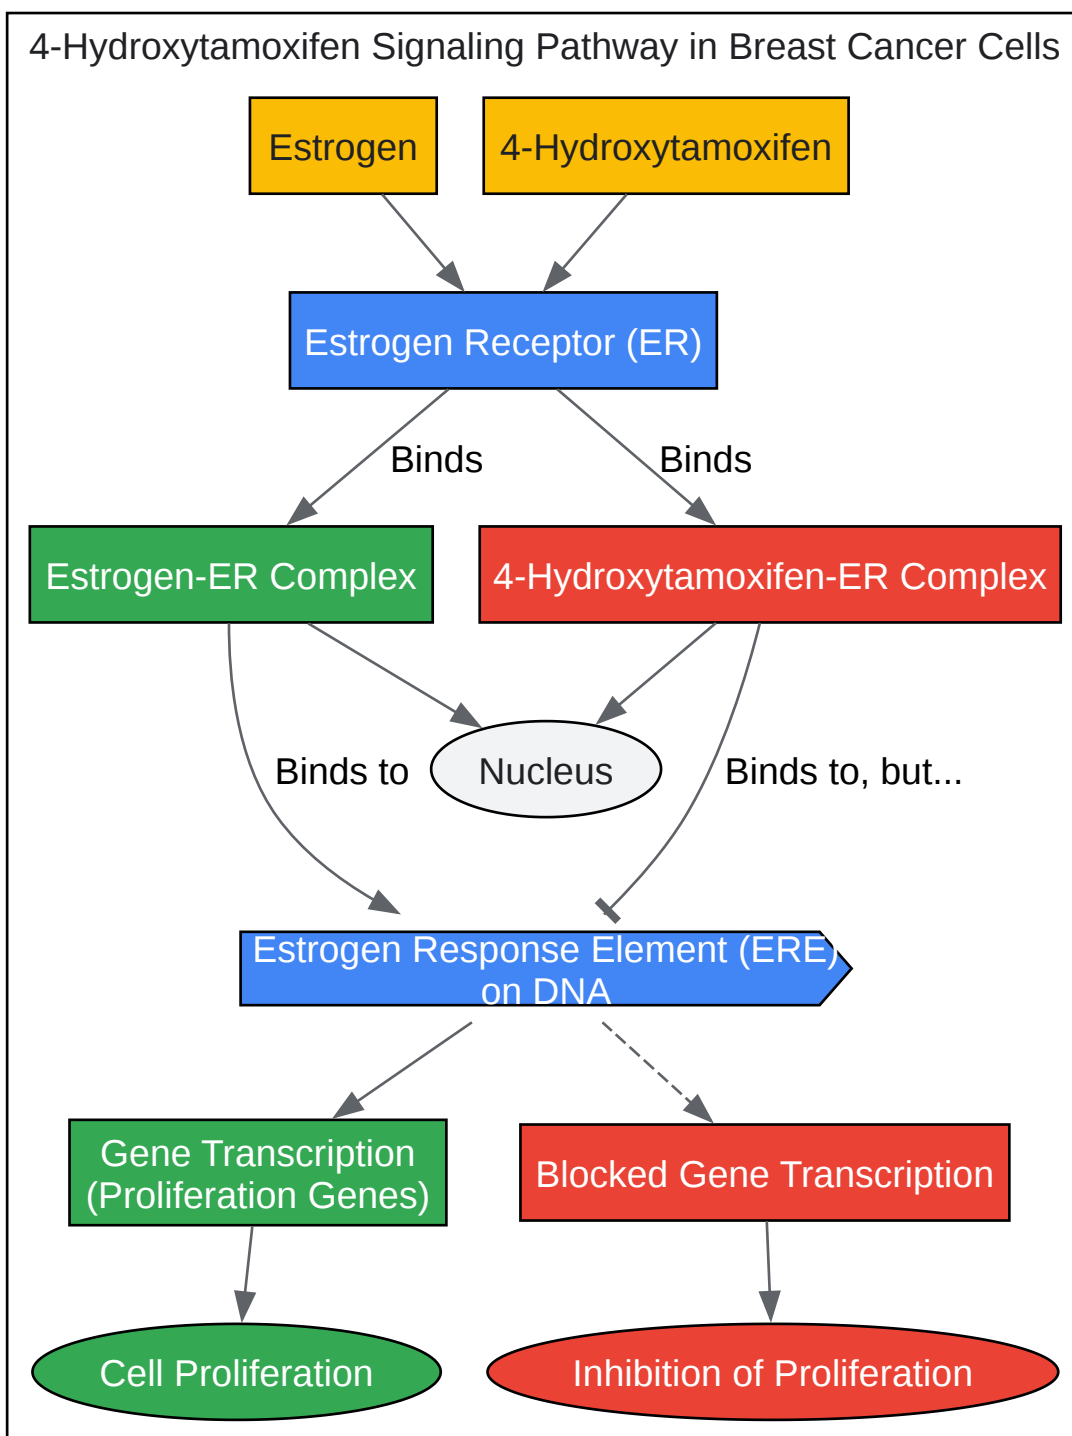 4-Hydroxytamoxifen Signaling Pathway in Breast Cancer Cells
Estrogen
4-Hydroxytamoxifen
Estrogen Receptor (ER)
Binds
Binds
Estrogen-ER Complex
4-Hydroxytamoxifen-ER Complex
Binds to
Nucleus
Binds to, but...
Estrogen Response Element (ERE)
on DNA
Gene Transcription
(Proliferation Genes)
Blocked Gene Transcription
Cell Proliferation
Inhibition of Proliferation